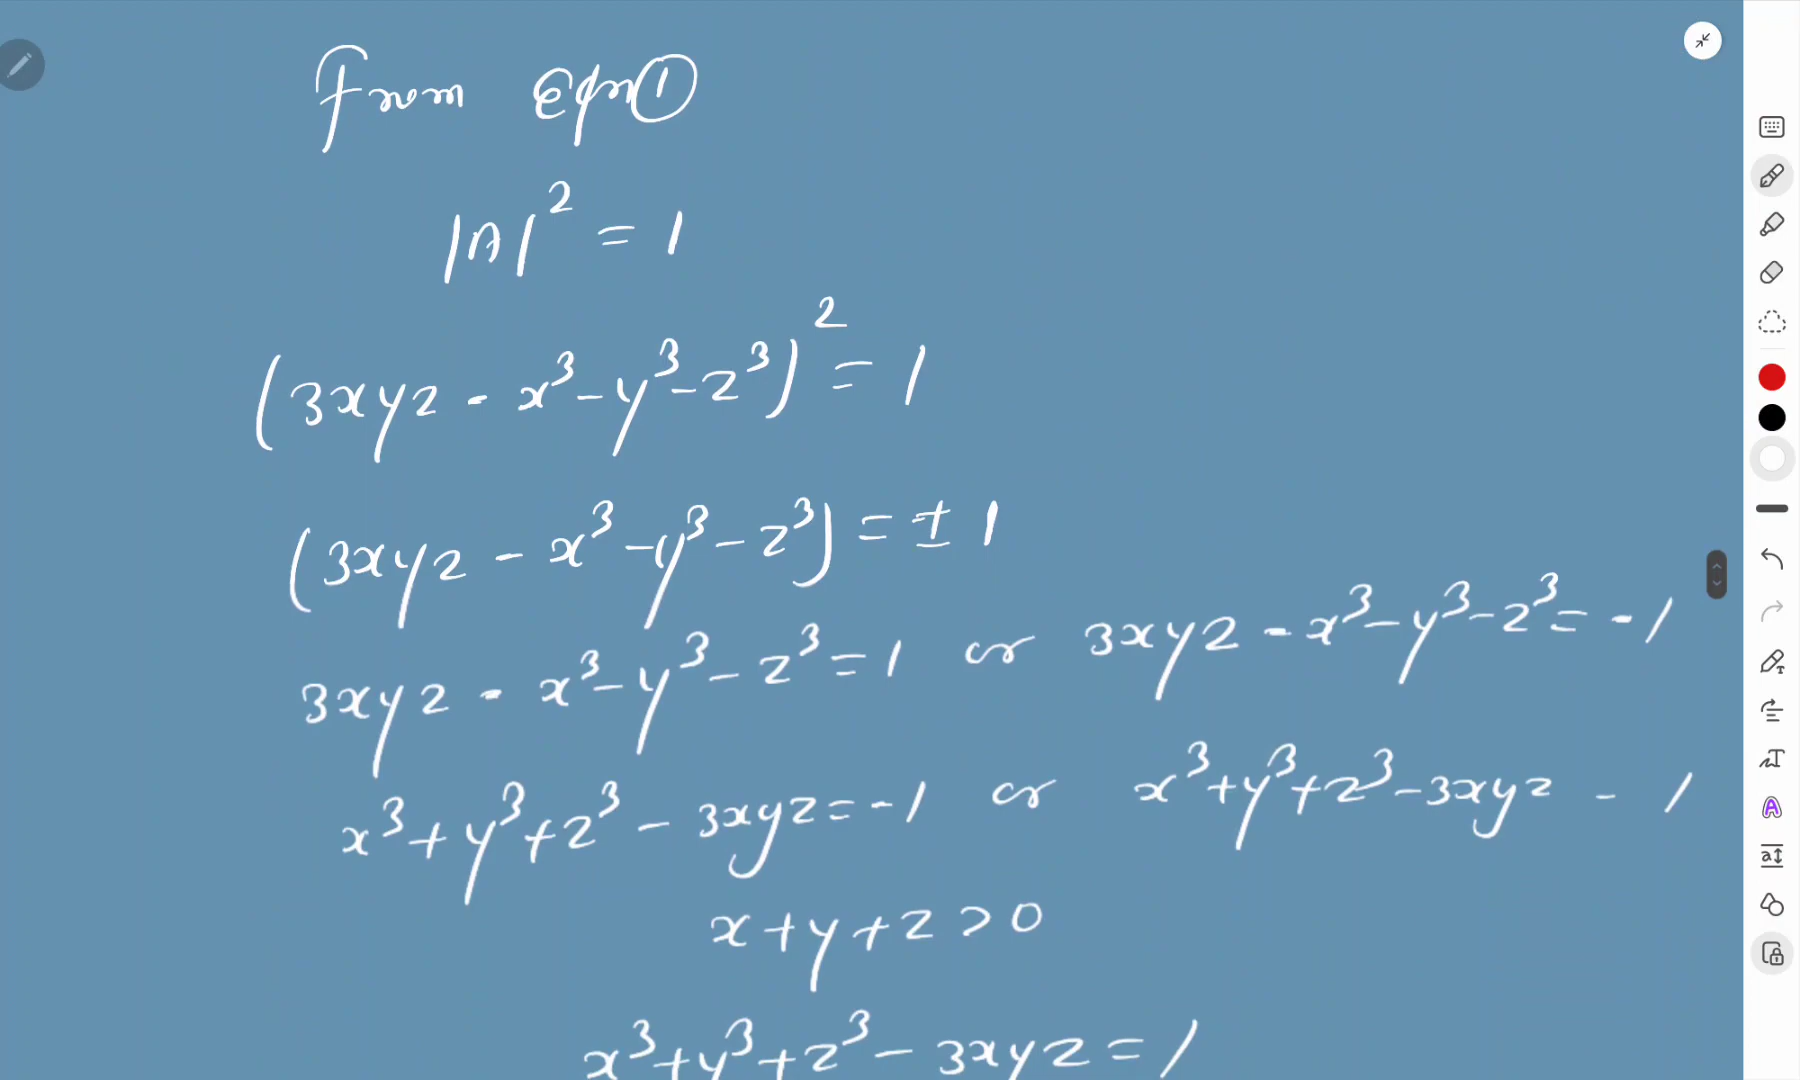 From Eqn ①
|A|² = 1
(3xyz - x³ - y³ - z³)² = 1
(3xyz - x³ - y³ - z³) = ± 1
3xyz - x³ - y³ - z³ = 1 or 3xyz - x³ - y³ - z³ = -1
x³ + y³ + z³ - 3xyz = -1 or x³ + y³ + z³ - 3xyz - 1
x + y + z > 0
x³ + y³ + z³ - 3xyz = 1